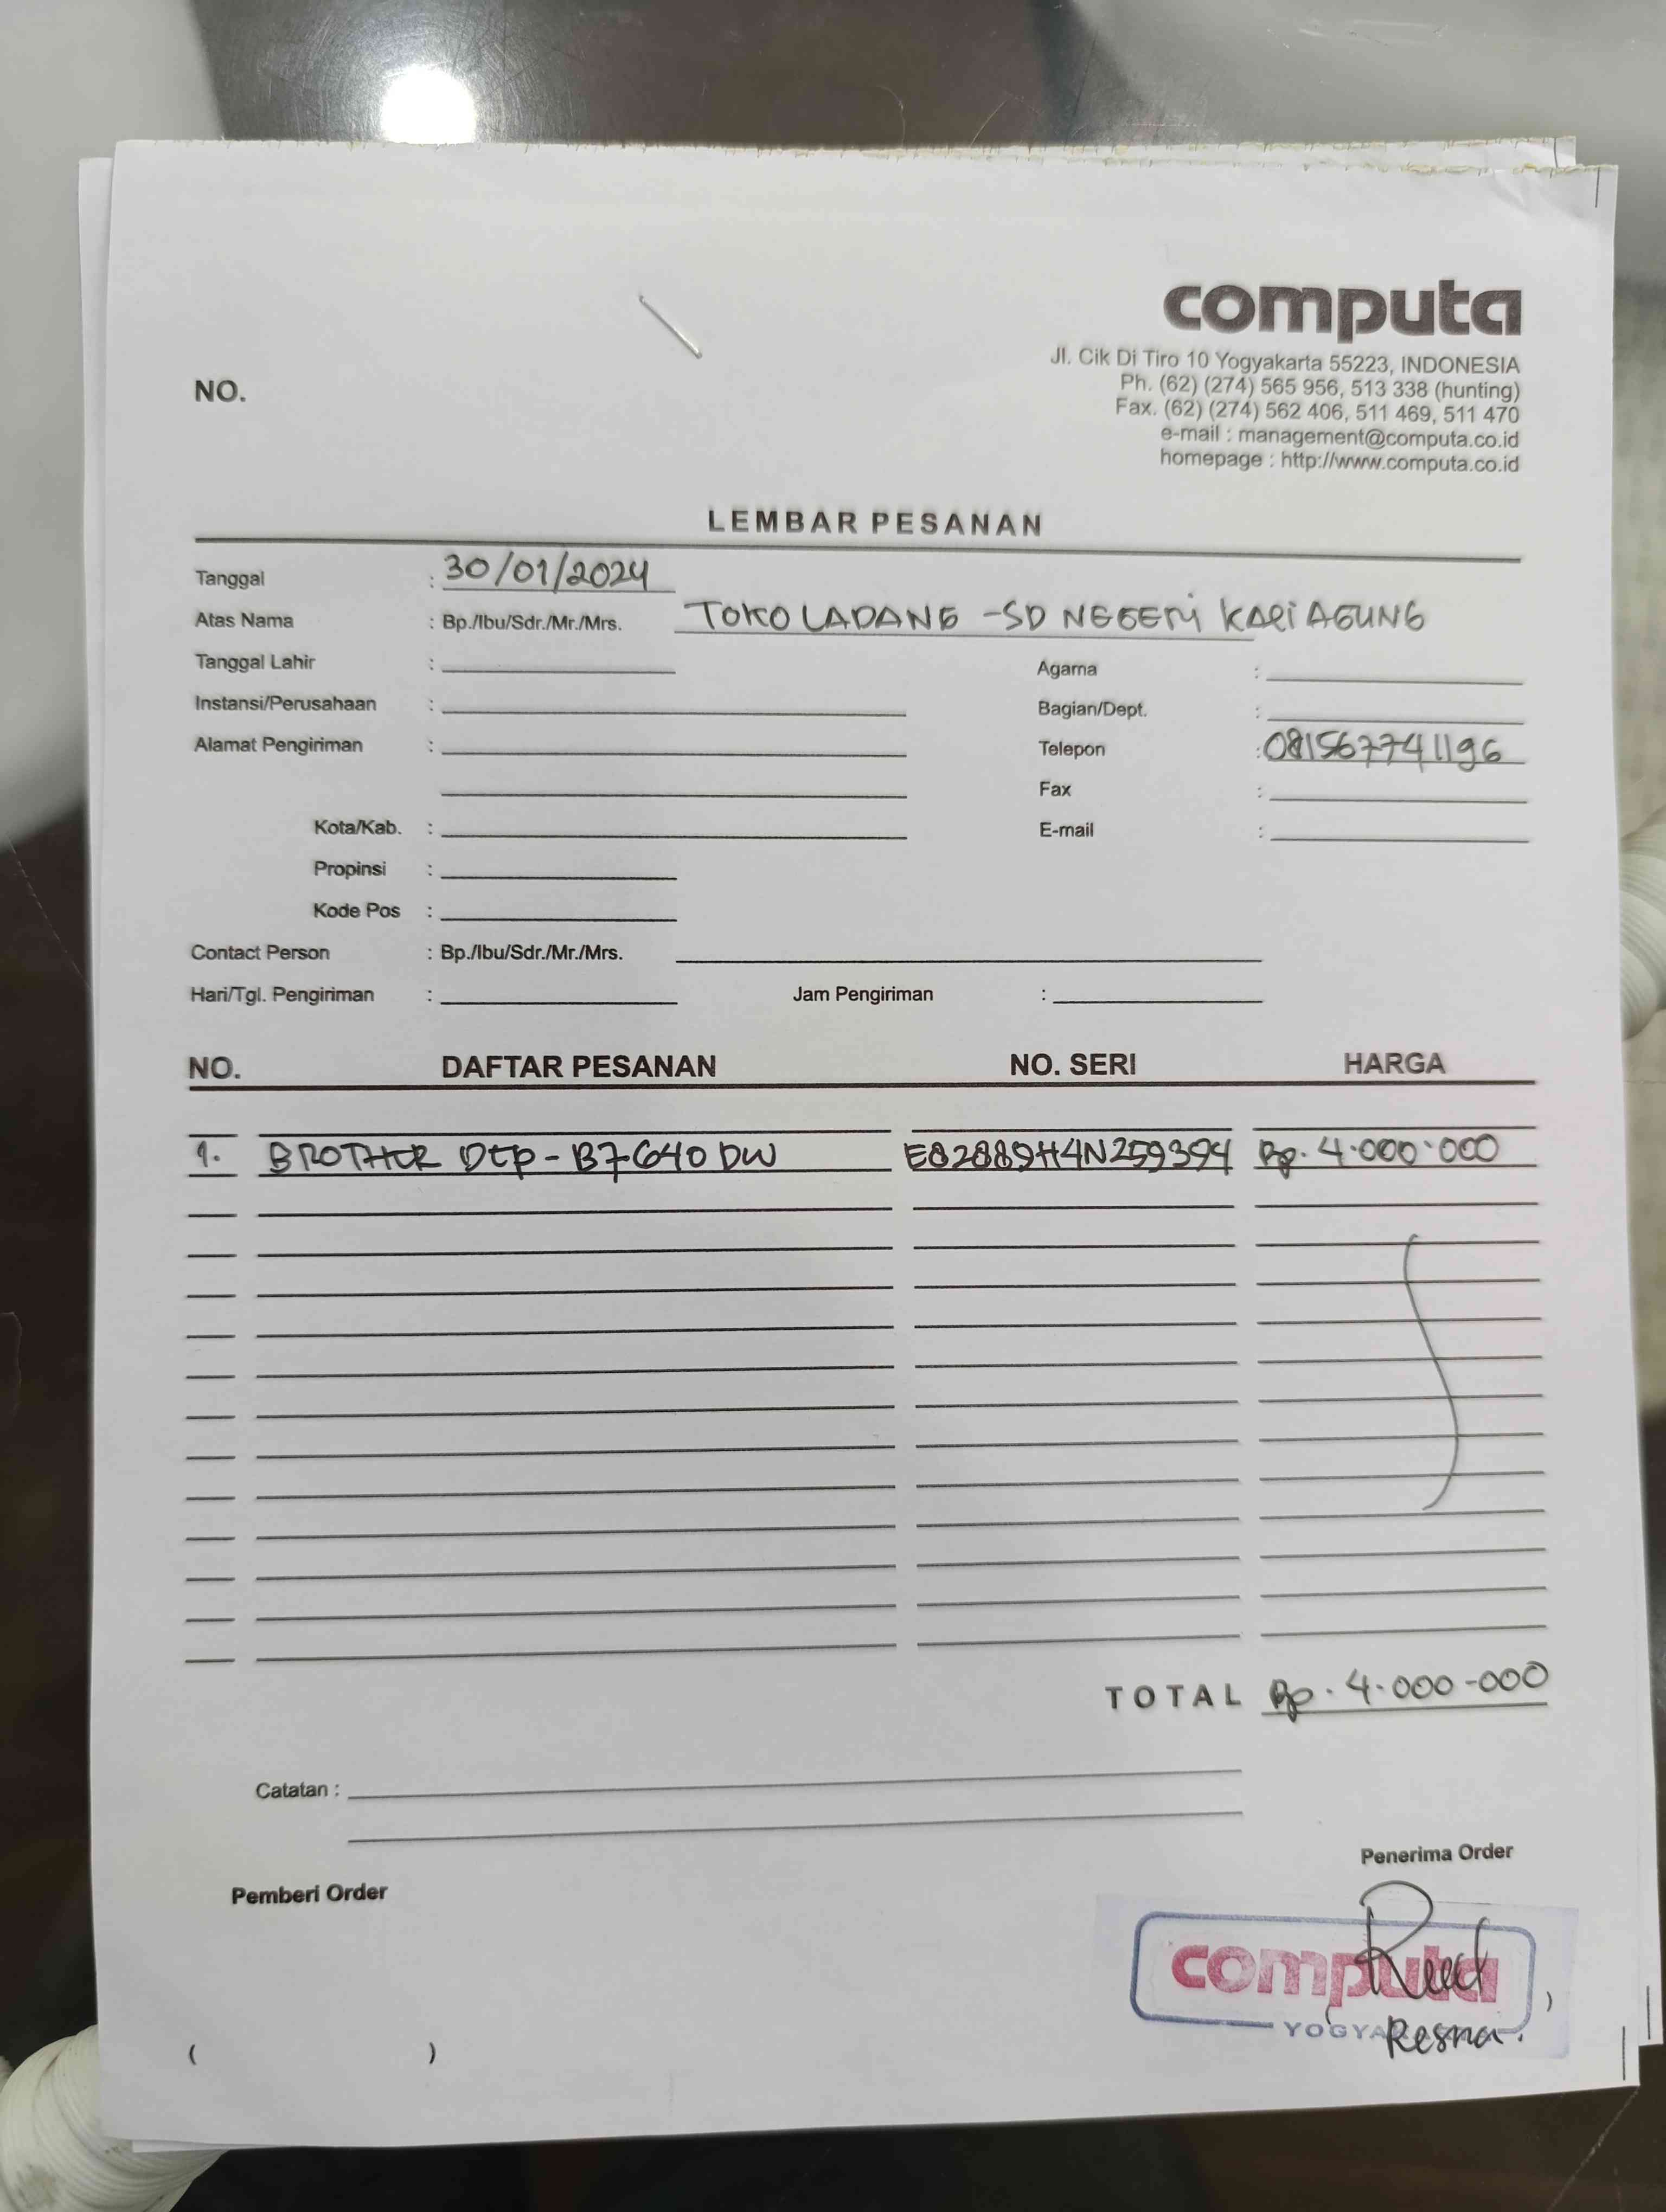 computa
Jl. Cik Di Tiro 10 Yogyakarta 55223, INDONESIA
Ph. (62) (274) 565 956, 513 338 (hunting)
Fax. (62) (274) 562 406, 511 469, 511 470
e-mail : management@computa.co.id
homepage : http://www.computa.co.id
NO.
LEMBAR PESANAN
Tanggal : 30/01/2024
Atas Nama : Bp./Ibu/Sdr./Mr./Mrs. TOKO LADANG - SD NEGERI KALIAGUNG
Tanggal Lahir : Agama :
Instansi/Perusahaan : Bagian/Dept. :
Alamat Pengiriman : Telepon : 081567741196
Fax :
Kota/Kab. : E-mail :
Propinsi :
Kode Pos :
Contact Person : Bp./Ibu/Sdr./Mr./Mrs.
Hari/Tgl. Pengiriman : Jam Pengiriman :
NO. DAFTAR PESANAN NO. SERI HARGA
1. BROTHER DCP - B7640 DW E82889H4N259394 Rp. 4.000.000
TOTAL Rp. 4.000-000
Catatan :
Penerima Order
Pemberi Order
computa
YOGYA
Resna.
( )